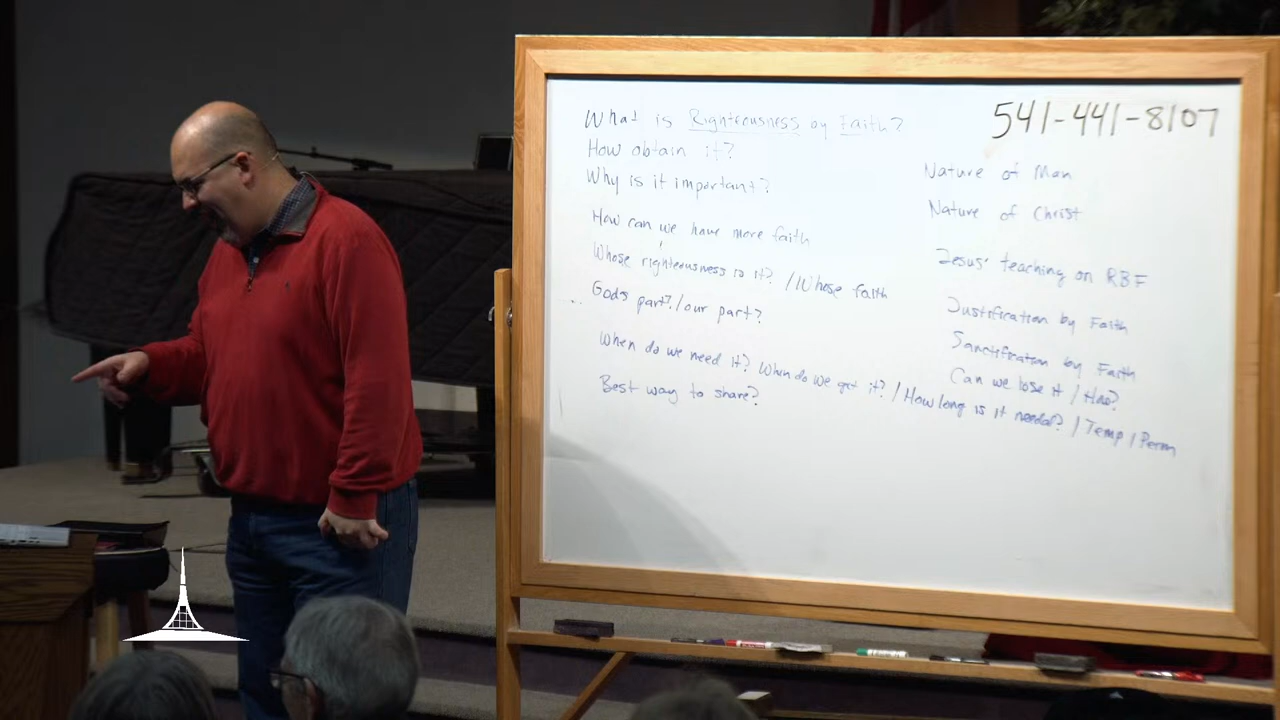 What is Righteousness by Faith?
How obtain it?
Why is it important?
How can we have more faith
Whose righteousness is it? / Whose faith
God's part? / our part?
When do we need it? When do we get it? / How long is it needed? / Temp / Perm
Best way to share?
541-441-8107
Nature of Man
Nature of Christ
Jesus' teaching on RBF
Justification by Faith
Sanctification by Faith
Can we lose it / How?